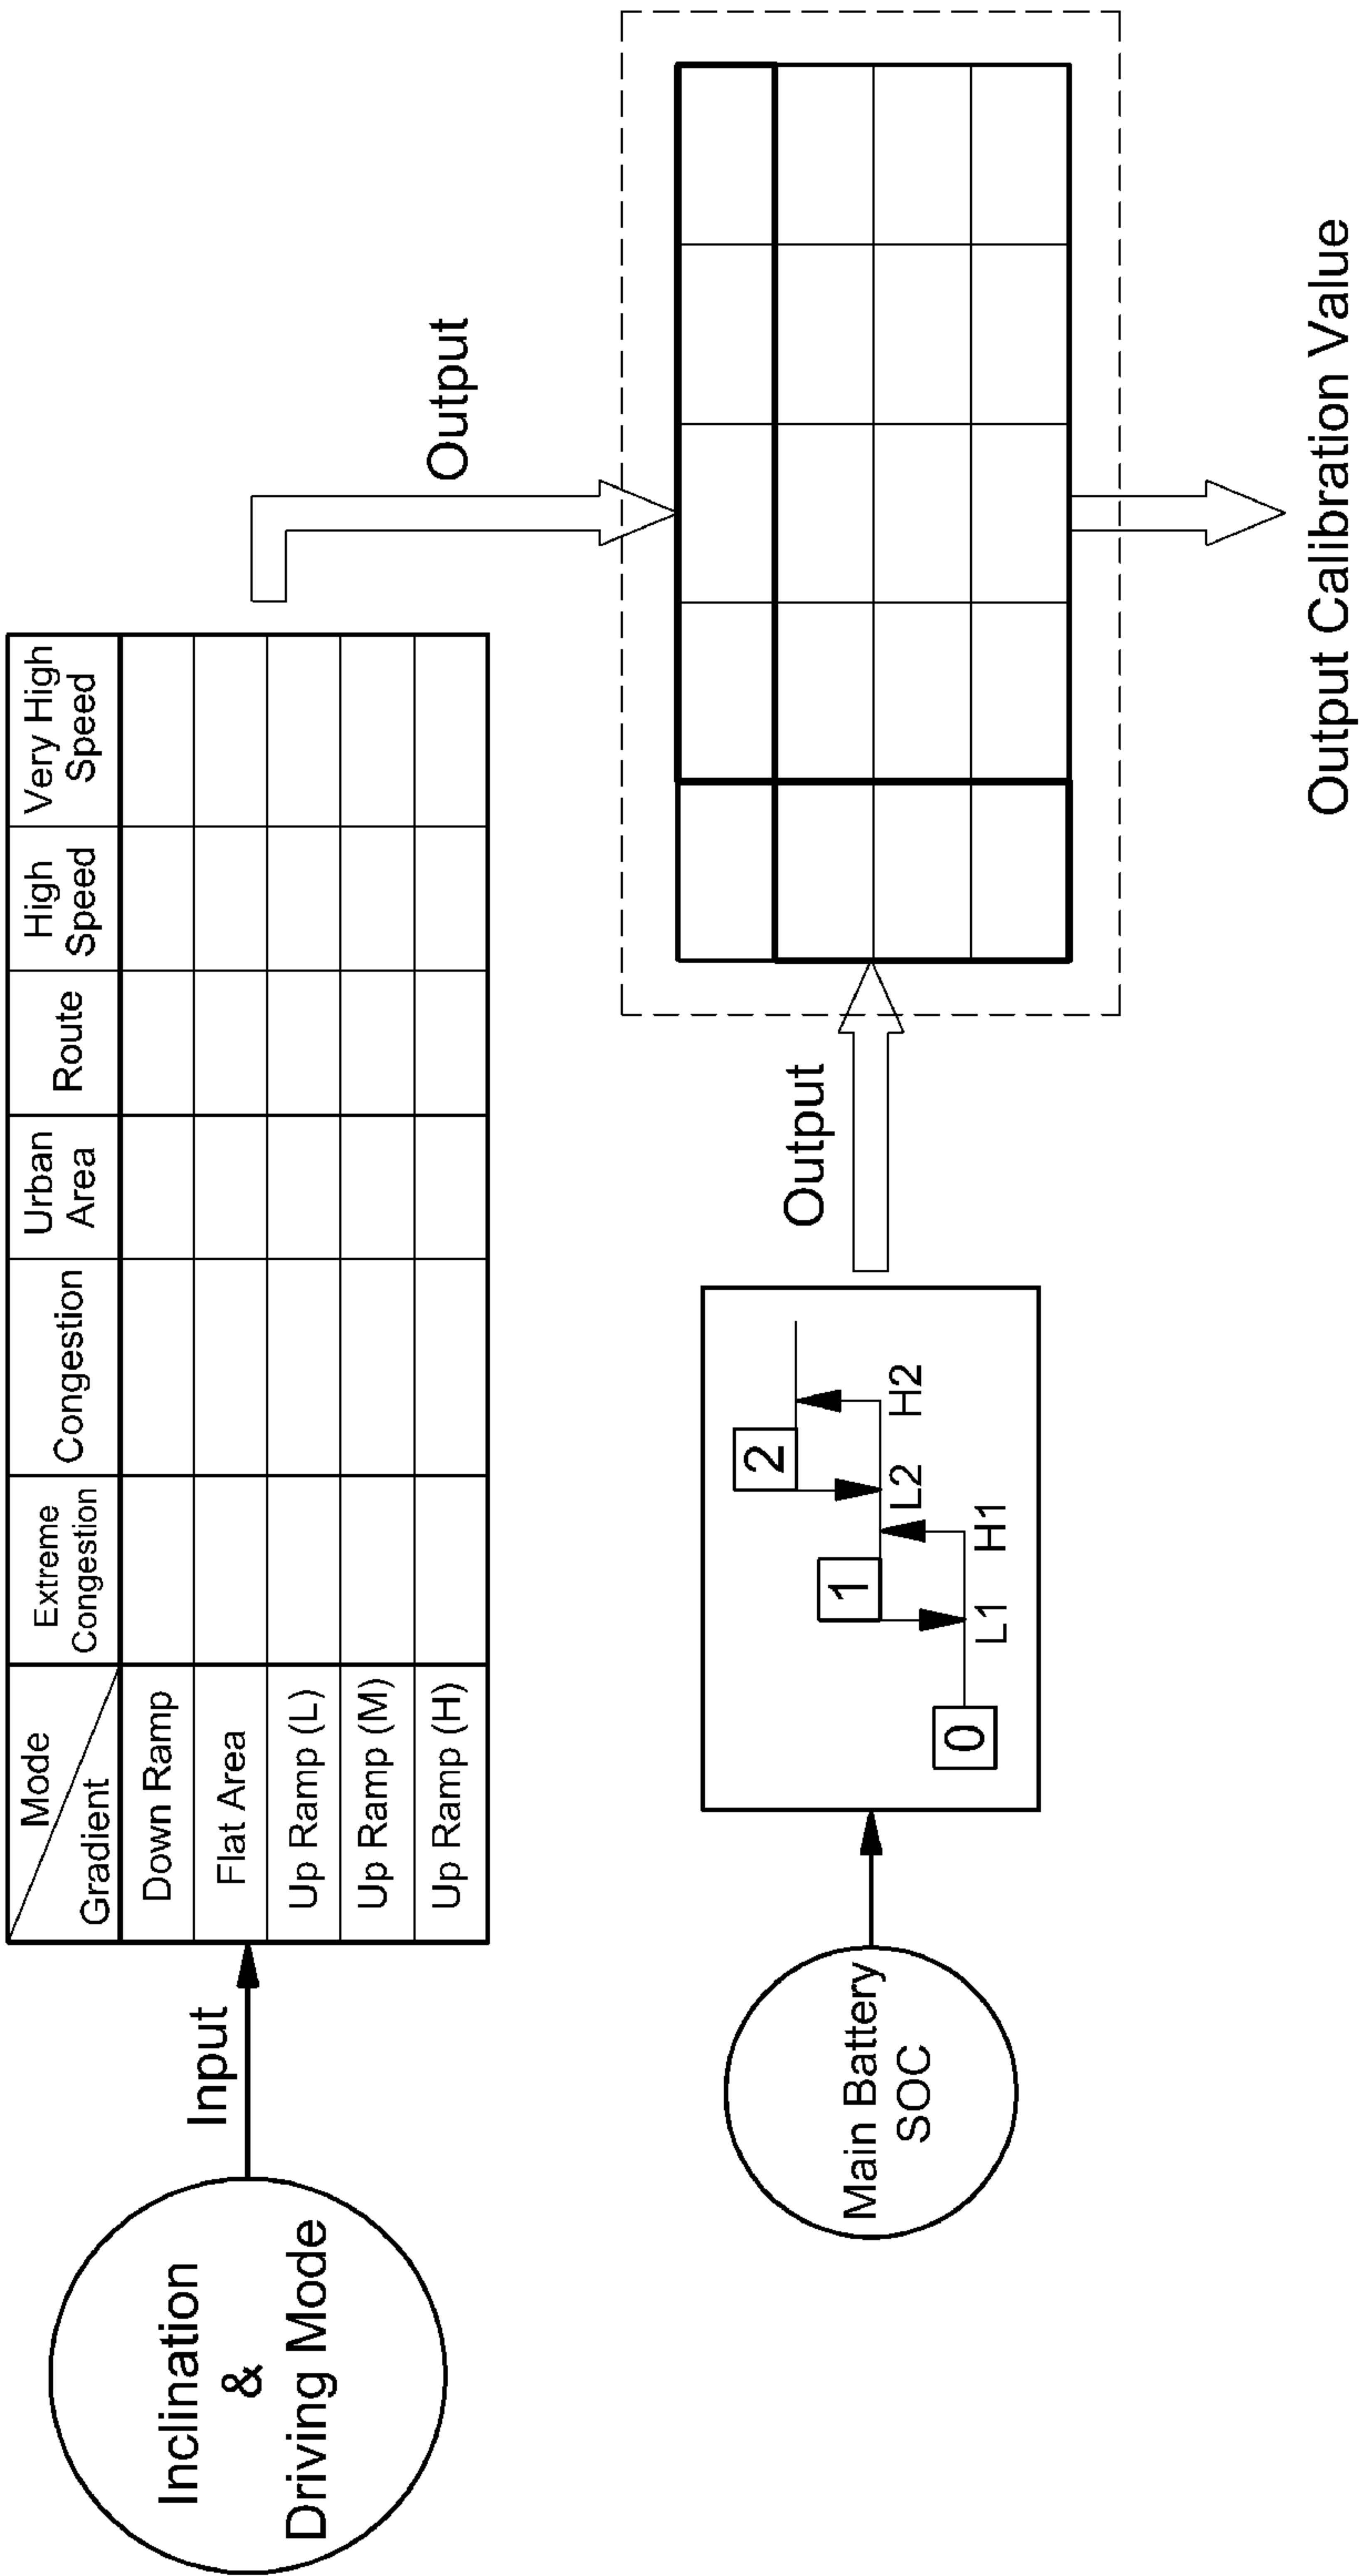 Mode
Gradient
Extreme
Congestion
Congestion
Urban
Area
Route
High
Speed
Very High
Speed
Down Ramp
Flat Area
Up Ramp (L)
Up Ramp (M)
Up Ramp (H)
Inclination
&
Driving Mode
Input
Output
Main Battery
SOC
0
1
2
L1
H1
L2
H2
Output
Output Calibration Value